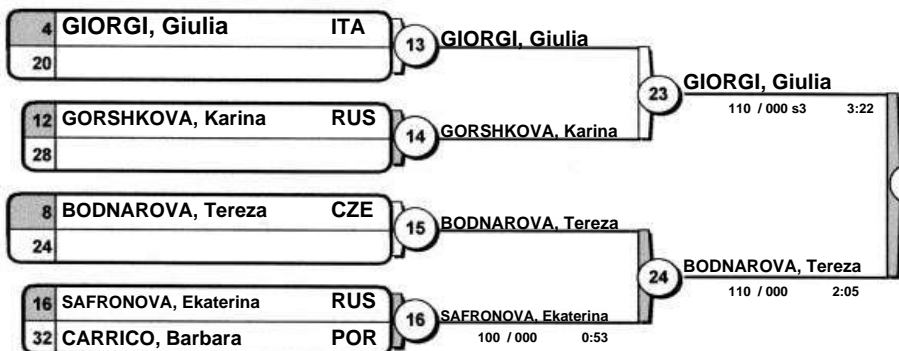 4 GIORGI, Giulia ITA
20
13 GIORGI, Giulia
12 GORSHKOVA, Karina RUS
28
14 GORSHKOVA, Karina
23 GIORGI, Giulia
110 / 000 s3 3:22
8 BODNAROVA, Tereza CZE
24
15 BODNAROVA, Tereza
16 SAFRONOVA, Ekaterina RUS
32 CARRICO, Barbara POR
16 SAFRONOVA, Ekaterina
100 / 000 0:53
24 BODNAROVA, Tereza
110 / 000 2:05